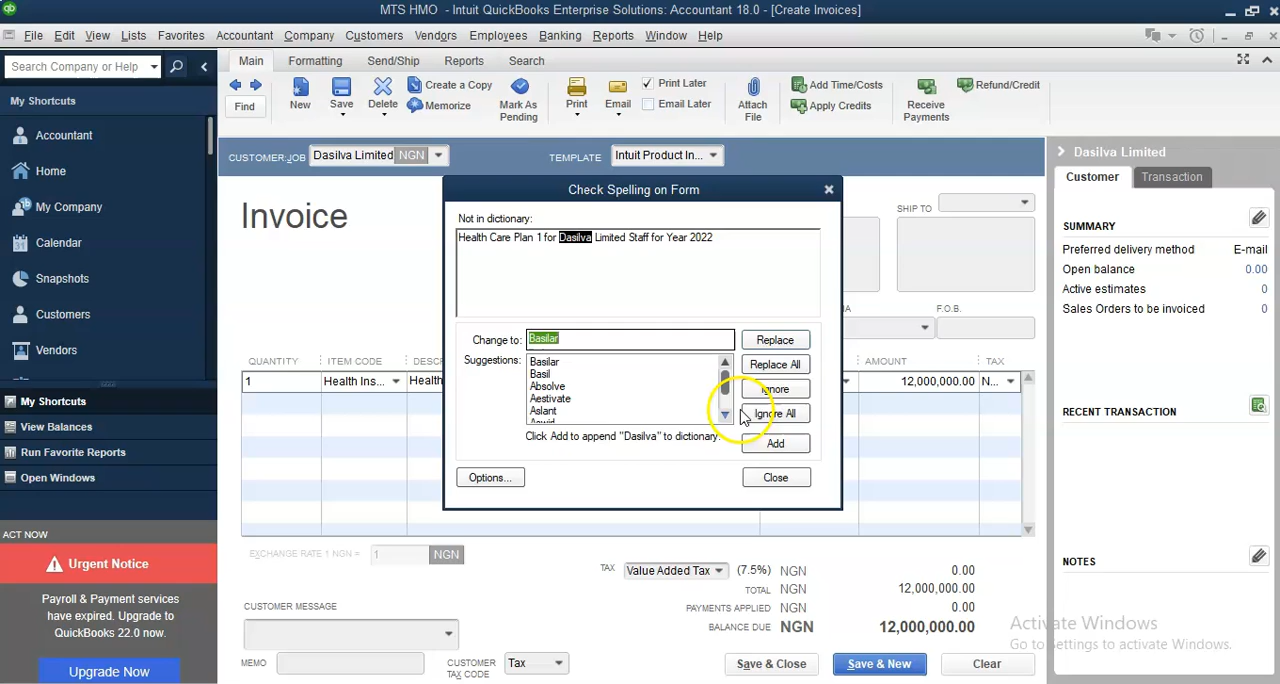 MTS HMO - Intuit QuickBooks Enterprise Solutions: Accountant 18.0 - [Create Invoices]
File Edit View Lists Favorites Accountant Company Customers Vendors Employees Banking Reports Window Help
Search Company or Help
My Shortcuts
Accountant
Home
My Company
Calendar
Snapshots
Customers
Vendors
My Shortcuts
View Balances
Run Favorite Reports
Open Windows
ACT NOW
Urgent Notice
Payroll & Payment services
have expired. Upgrade to
QuickBooks 22.0 now.
Upgrade Now
Main Formatting Send/Ship Reports Search
Find
New
Save
Delete
Create a Copy
Memorize
Mark As
Pending
Print
Email
Print Later
Email Later
Attach
File
Add Time/Costs
Apply Credits
Receive
Payments
Refund/Credit
CUSTOMER:JOB Dasilva Limited NGN
TEMPLATE Intuit Product In...
Invoice
SHIP TO
F.O.B.
QUANTITY ITEM CODE AMOUNT TAX
1 Health Ins... Health 12,000,000.00 N...
EXCHANGE RATE 1 NGN = 1 NGN
TAX Value Added Tax (7.5%) NGN 0.00
TOTAL NGN 12,000,000.00
PAYMENTS APPLIED NGN 0.00
BALANCE DUE NGN 12,000,000.00
CUSTOMER MESSAGE
MEMO
CUSTOMER
TAX CODE
Tax
Save & Close
Save & New
Clear
Check Spelling on Form
Not in dictionary:
Health Care Plan 1 for Dasilva Limited Staff for Year 2022
Change to: Basilar
Suggestions:
Basilar
Basil
Absolve
Aestivate
Aslant
Click Add to append "Dasilva" to dictionary.
Replace
Replace All
Ignore
Ignore All
Add
Options...
Close
Dasilva Limited
Customer Transaction
SUMMARY
Preferred delivery method E-mail
Open balance 0.00
Active estimates 0
Sales Orders to be invoiced 0
RECENT TRANSACTION
NOTES
Activate Windows
Go to Settings to activate Windows.